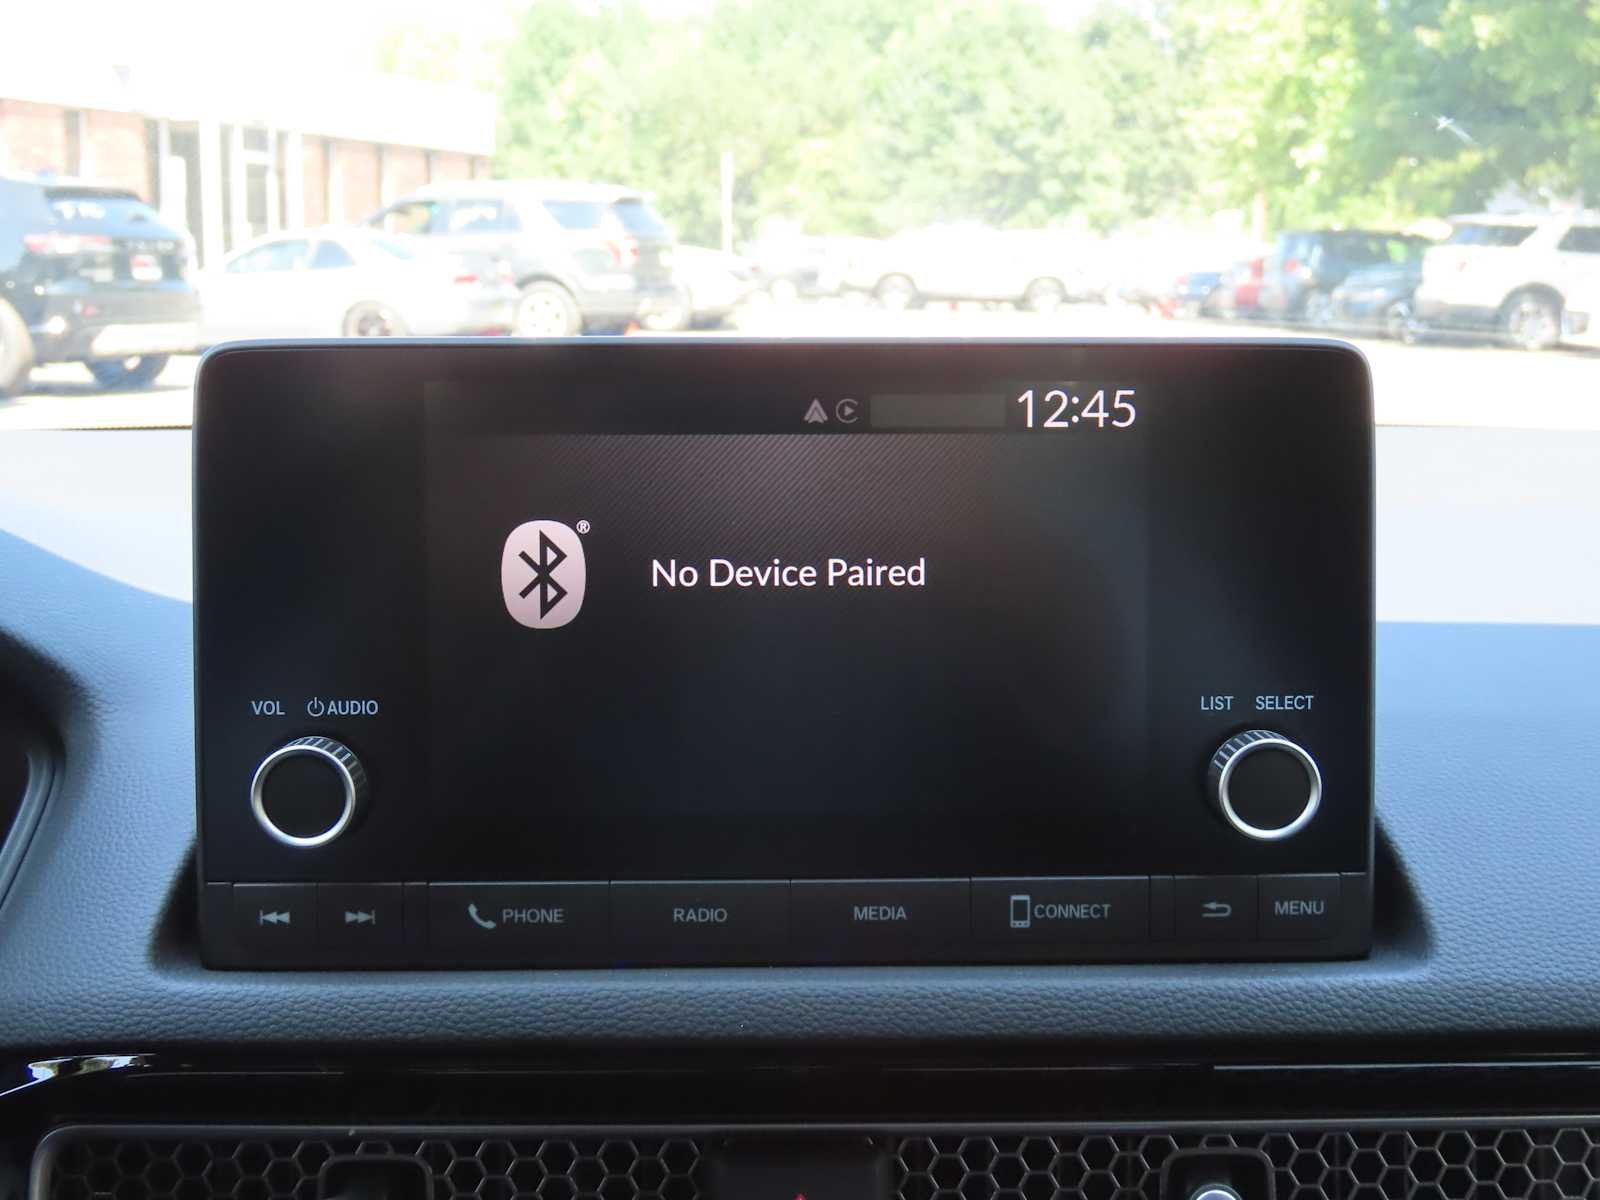 12:45
®
No Device Paired
VOL AUDIO
LIST SELECT
PHONE
RADIO
MEDIA
CONNECT
MENU